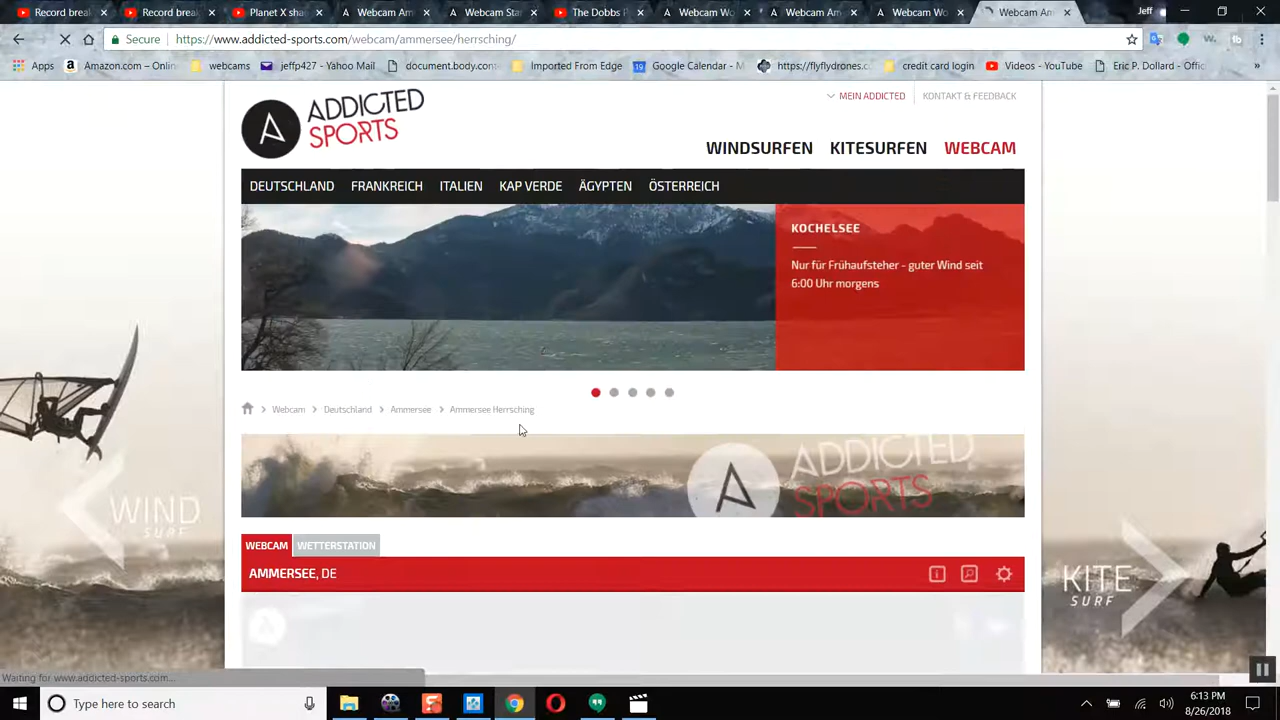 Record break
Record break
Planet X sha
Webcam Am
Webcam Sta
The Dobbs P
Webcam Wo
Webcam Am
Webcam Wo
Webcam Am
Jeff
Secure
https://www.addicted-sports.com/webcam/ammersee/herrsching/
Apps
Amazon.com – Onlin
webcams
jeffp427 - Yahoo Mail
document.body.cont
Imported From Edge
Google Calendar - M
https://flyflydrones.c
credit card login
Videos - YouTube
Eric P. Dollard - Offic
»
ADDICTED
SPORTS
MEIN ADDICTED
KONTAKT & FEEDBACK
WINDSURFEN KITESURFEN WEBCAM
DEUTSCHLAND FRANKREICH ITALIEN KAP VERDE ÄGYPTEN ÖSTERREICH
KOCHELSEE
Nur für Frühaufsteher - guter Wind seit
6:00 Uhr morgens
Webcam > Deutschland > Ammersee > Ammersee Herrsching
ADDICTED
SPORTS
WIND
SURF
KITE
SURF
WEBCAM WETTERSTATION
AMMERSEE, DE
Waiting for www.addicted-sports.com...
Type here to search
6:13 PM
8/26/2018